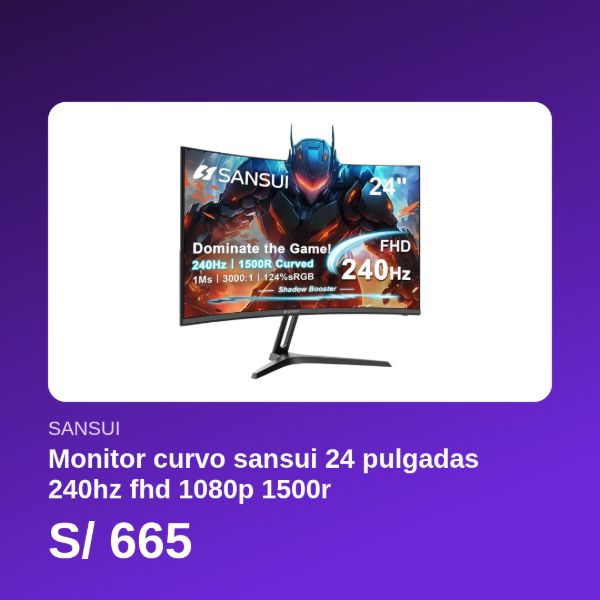 SANSUI
24"
Dominate the Game!
FHD
240Hz | 1500R Curved
240Hz
1Ms | 3000:1 | 124%sRGB
Shadow Booster
SANSUI
Monitor curvo sansui 24 pulgadas
240hz fhd 1080p 1500r
S/ 665